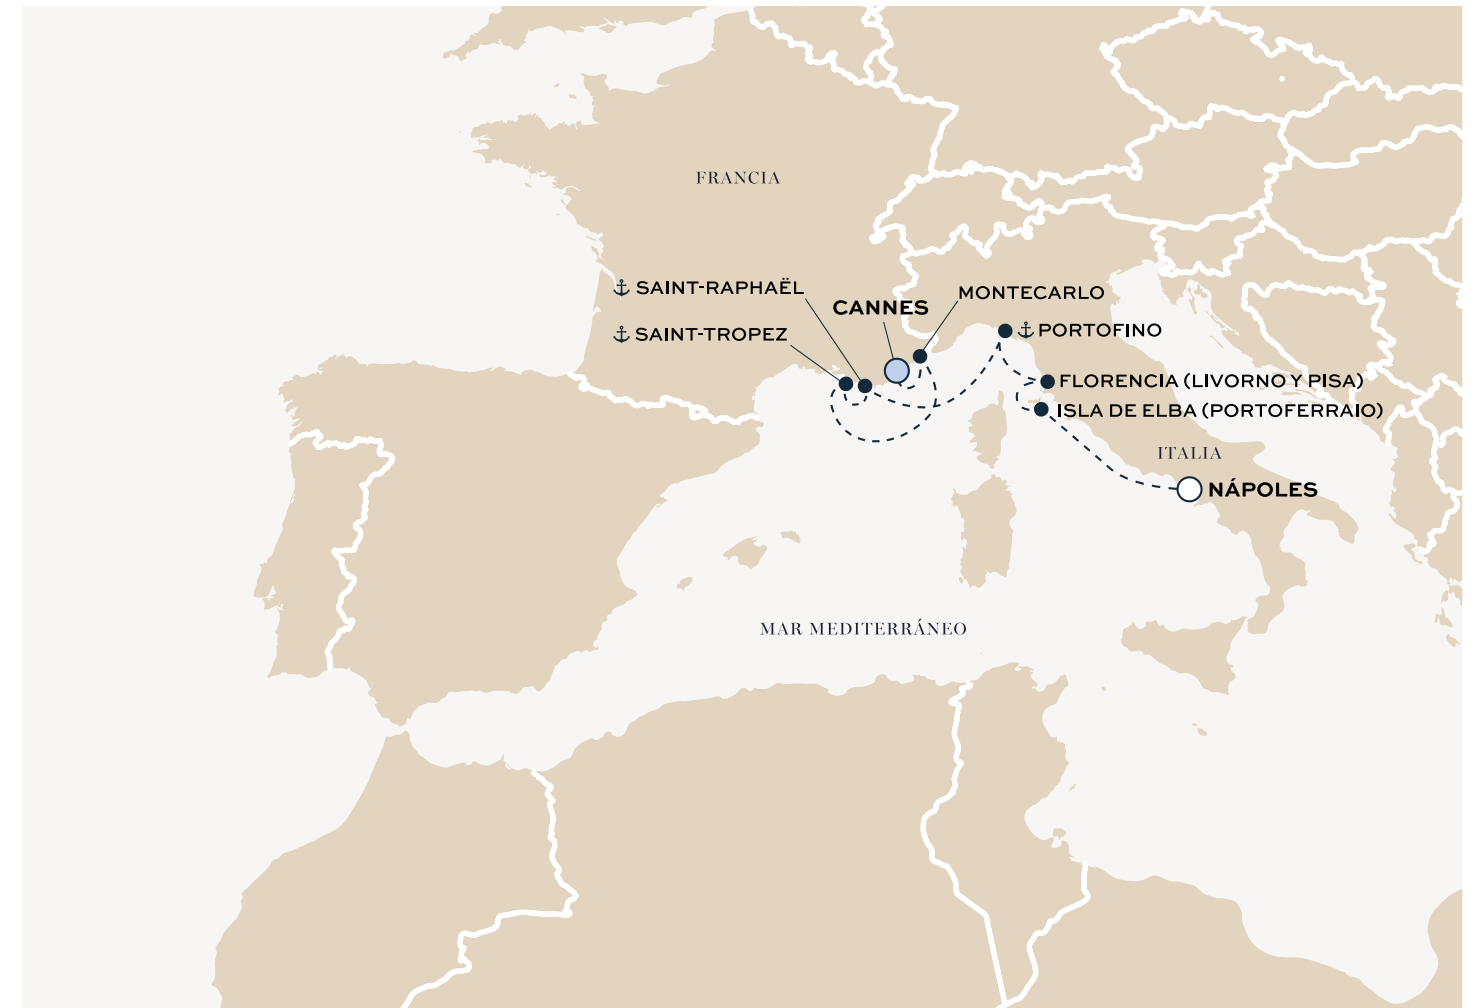 FRANCIA
SAINT-RAPHAËL
CANNES
MONTECARLO
SAINT-TROPEZ
PORTOFINO
FLORENCIA (LIVORNO Y PISA)
ISLA DE ELBA (PORTOFERRAIO)
ITALIA
NÁPOLES
MAR MEDITERRÁNEO